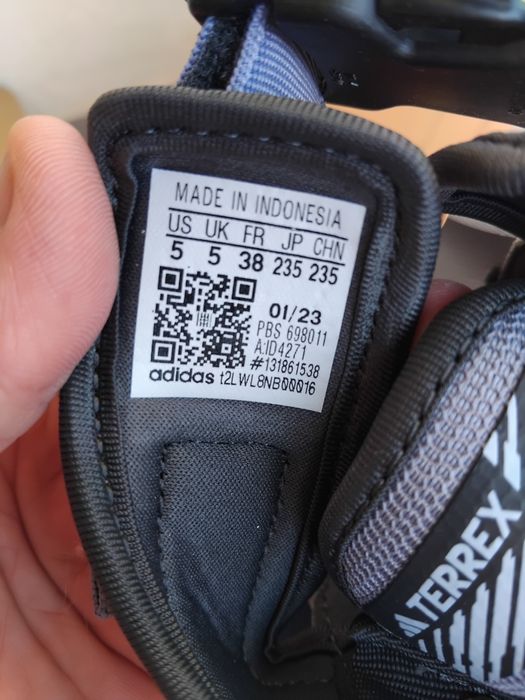 MADE IN INDONESIA
US UK FR JP CHN
5 5 38 235 235
01/23
PBS 698011
A:ID4271
#131861538
adidas t2LWL8NB00016
TERREX